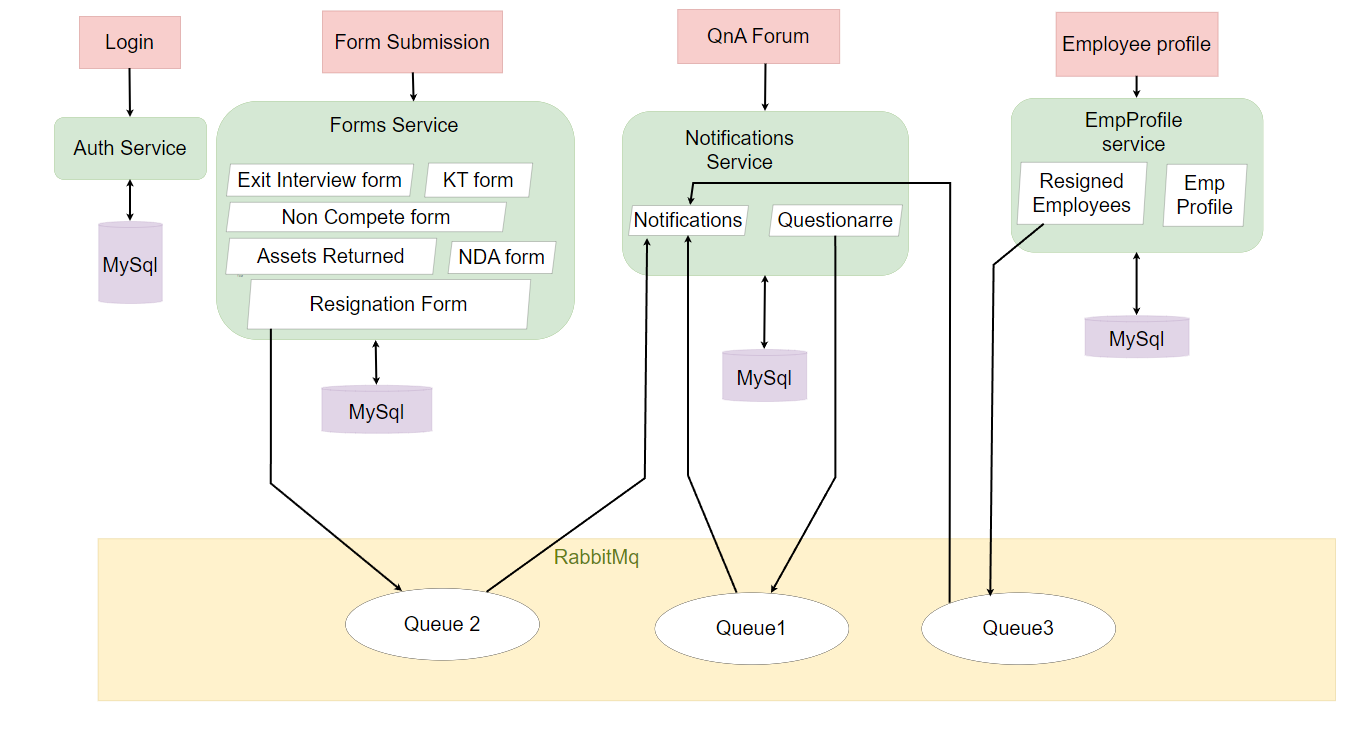 Login
Form Submission
QnA Forum
Employee profile
Auth Service
Forms Service
Notifications
Service
EmpProfile
service
Exit Interview form
KT form
Non Compete form
Assets Returned
NDA form
Resignation Form
Notifications
Questionarre
Resigned
Employees
Emp
Profile
MySql
MySql
MySql
MySql
RabbitMq
Queue 2
Queue1
Queue3